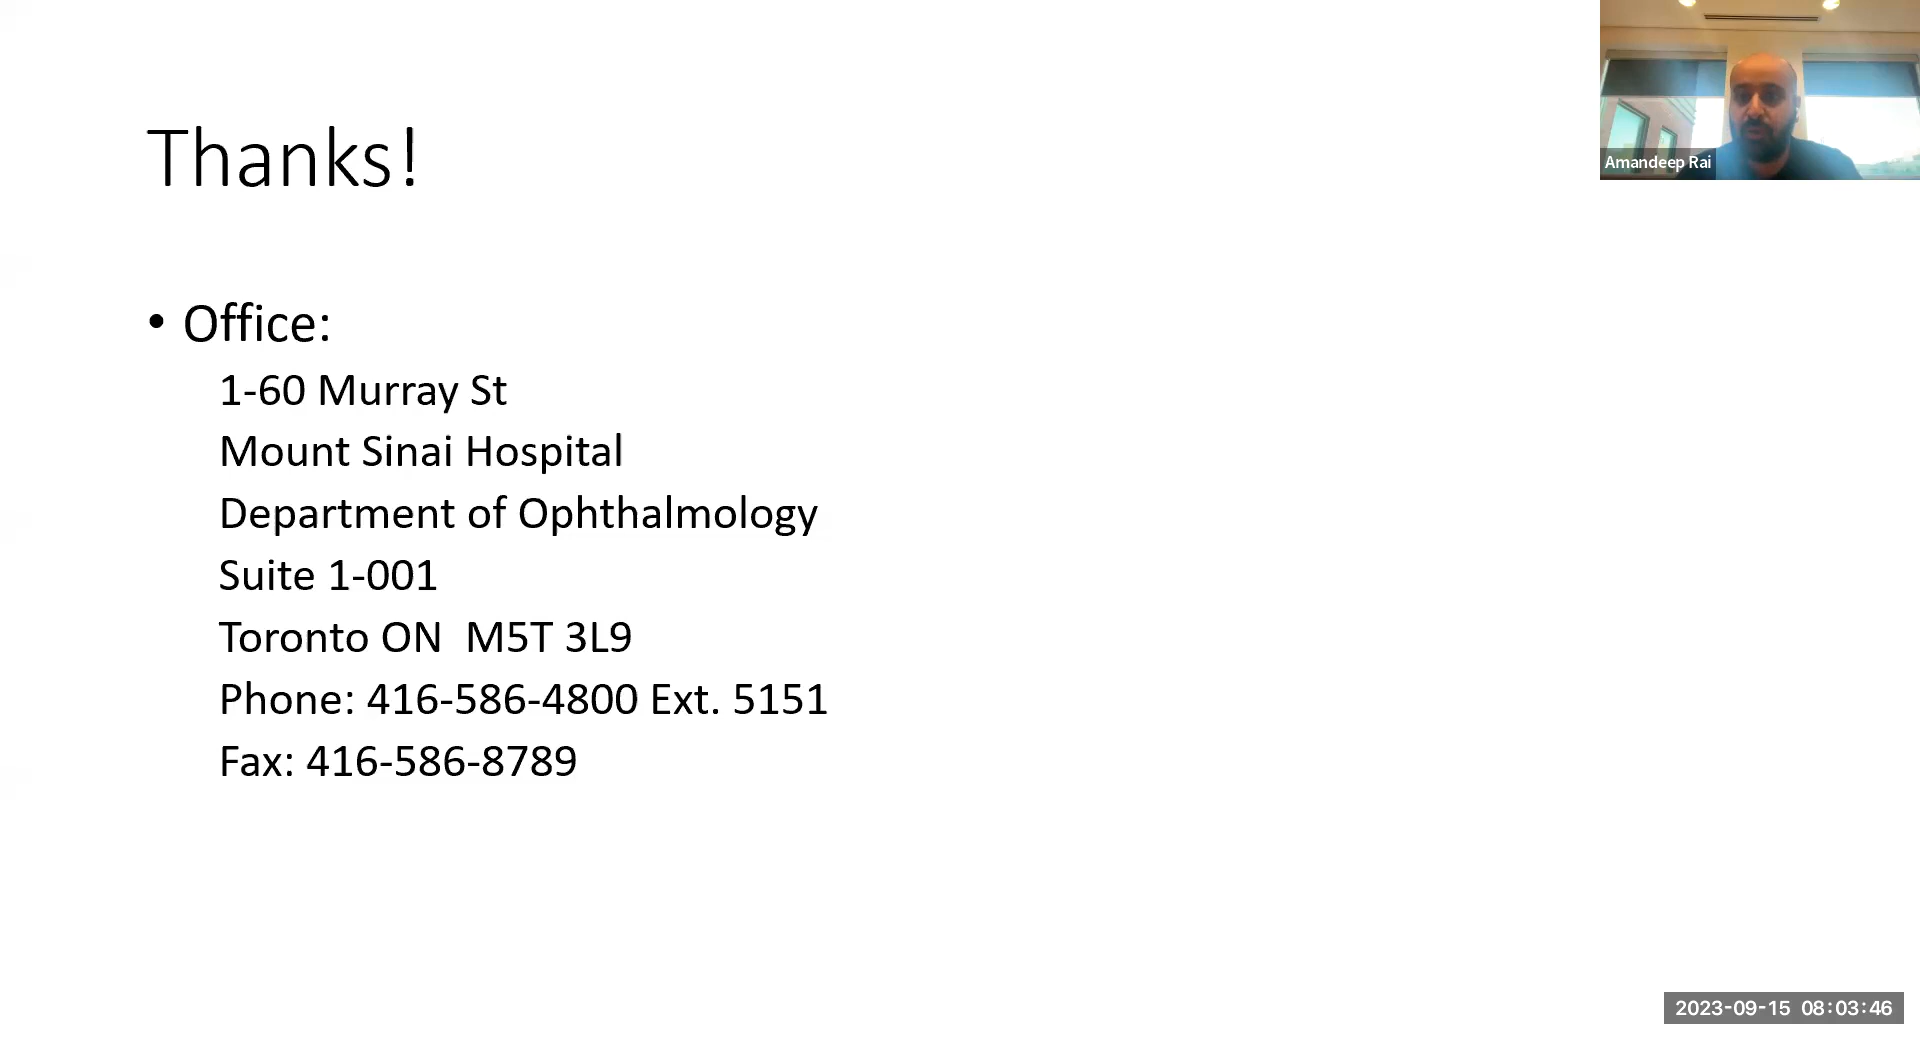 Thanks!
Amandeep Rai
• Office:
1-60 Murray St
Mount Sinai Hospital
Department of Ophthalmology
Suite 1-001
Toronto ON  M5T 3L9
Phone: 416-586-4800 Ext. 5151
Fax: 416-586-8789
2023-09-15  08:03:46